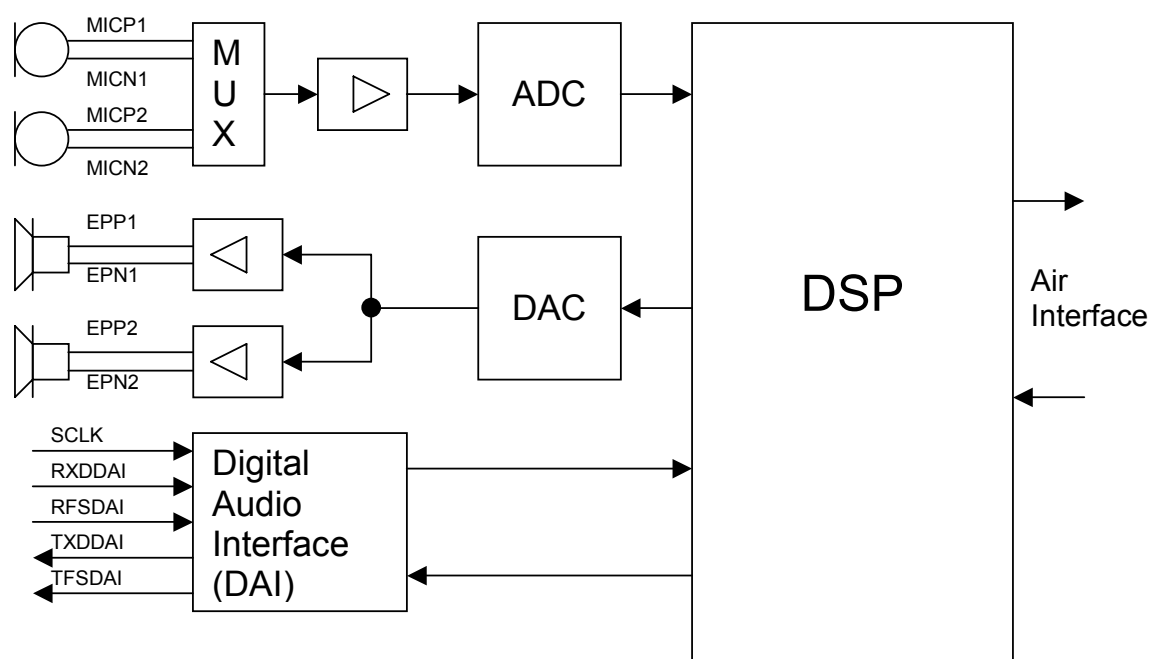 MICP1
MICN1
MICP2
MICN2
M
U
X
ADC
EPP1
EPN1
EPP2
EPN2
DAC
DSP
Air
Interface
SCLK
RXDDAI
RFSDAI
TXDDAI
TFSDAI
Digital
Audio
Interface
(DAI)